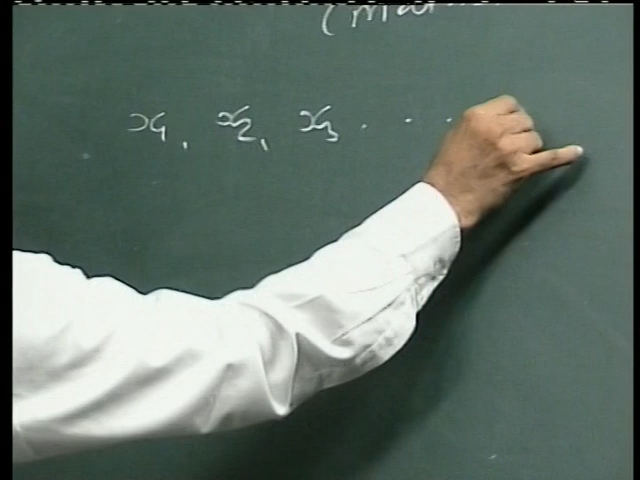 x₁, x₂, x₃ . . .